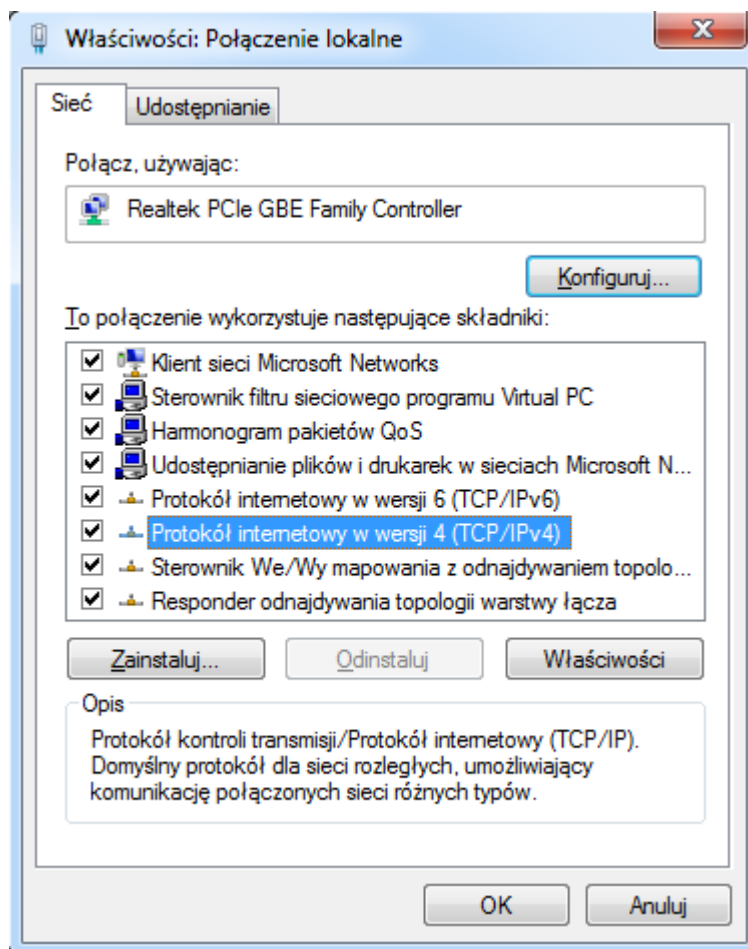 Właściwości: Połączenie lokalne
Sieć
Udostępnianie
Połącz, używając:
Realtek PCIe GBE Family Controller
Konfiguruj...
To połączenie wykorzystuje następujące składniki:
Klient sieci Microsoft Networks
Sterownik filtru sieciowego programu Virtual PC
Harmonogram pakietów QoS
Udostępnianie plików i drukarek w sieciach Microsoft N...
Protokół internetowy w wersji 6 (TCP/IPv6)
Protokół internetowy w wersji 4 (TCP/IPv4)
Sterownik We/Wy mapowania z odnajdywaniem topolo...
Responder odnajdywania topologii warstwy łącza
Zainstaluj...
Odinstaluj
Właściwości
Opis
Protokół kontroli transmisji/Protokół internetowy (TCP/IP).
Domyślny protokół dla sieci rozległych, umożliwiający
komunikację połączonych sieci różnych typów.
OK
Anuluj